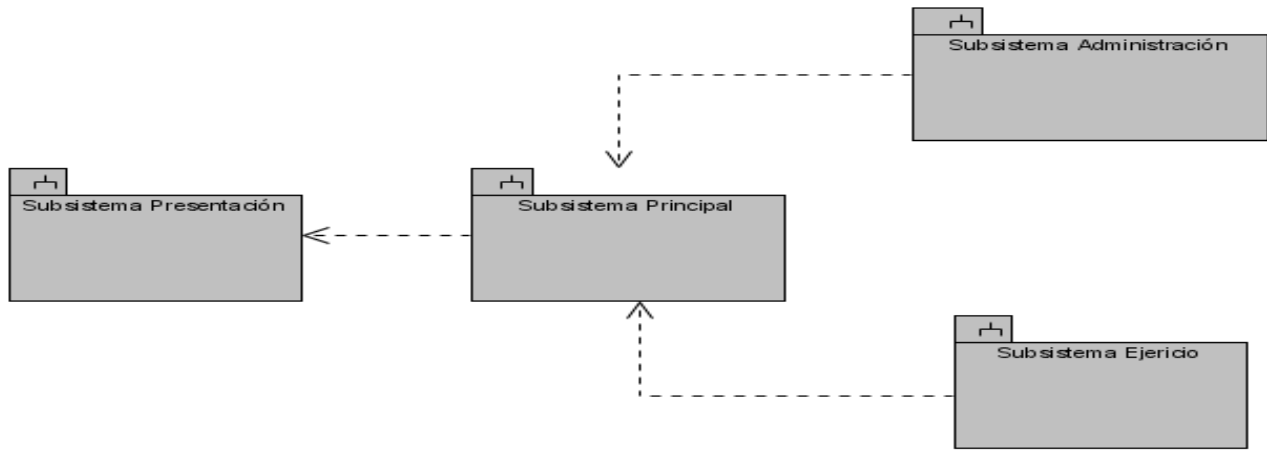 Subsistema Administración
Subsistema Presentación
Subsistema Principal
Subsistema Ejericio